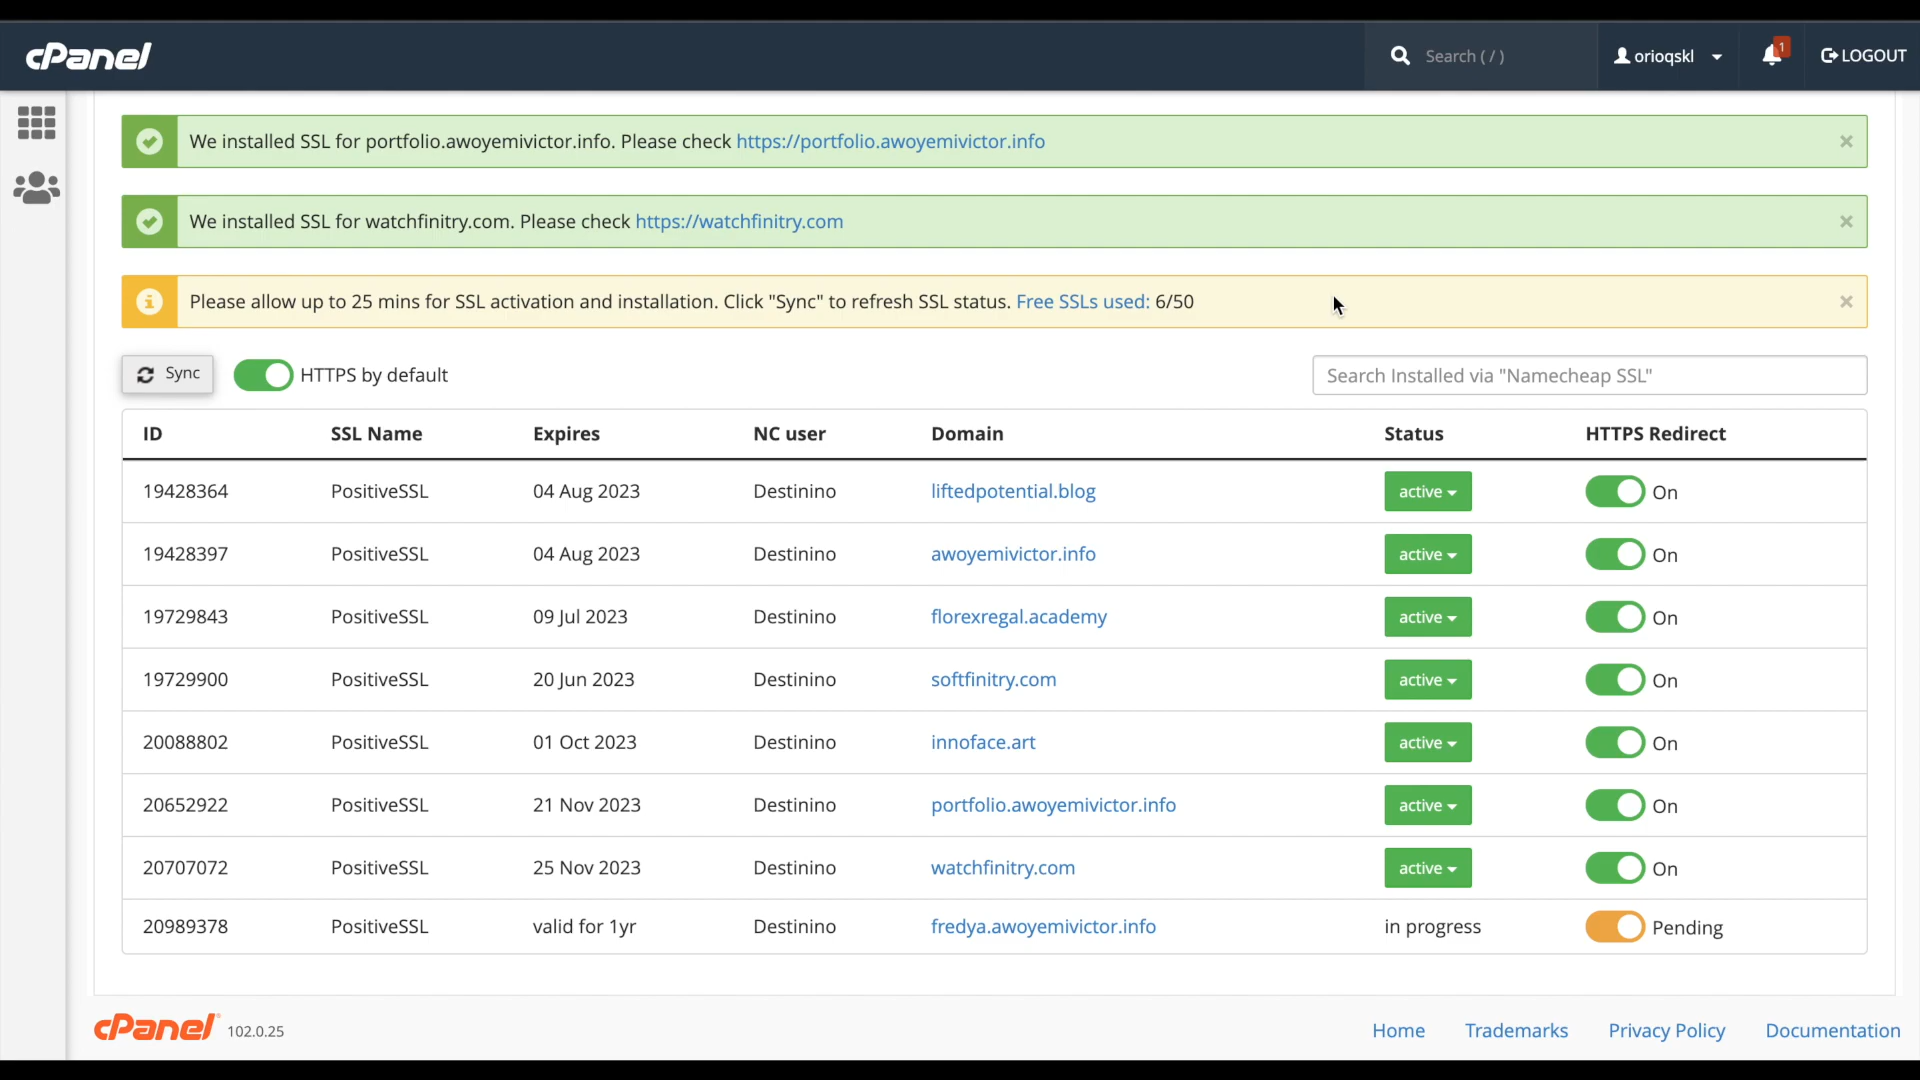 cPanel
Search ( / )
orioqskl
1
LOGOUT
We installed SSL for portfolio.awoyemivictor.info. Please check https://portfolio.awoyemivictor.info
We installed SSL for watchfinitry.com. Please check https://watchfinitry.com
Please allow up to 25 mins for SSL activation and installation. Click "Sync" to refresh SSL status. Free SSLs used: 6/50
Sync
HTTPS by default
Search Installed via "Namecheap SSL"
ID SSL Name Expires NC user Domain Status HTTPS Redirect
19428364 PositiveSSL 04 Aug 2023 Destinino liftedpotential.blog active On
19428397 PositiveSSL 04 Aug 2023 Destinino awoyemivictor.info active On
19729843 PositiveSSL 09 Jul 2023 Destinino florexregal.academy active On
19729900 PositiveSSL 20 Jun 2023 Destinino softfinitry.com active On
20088802 PositiveSSL 01 Oct 2023 Destinino innoface.art active On
20652922 PositiveSSL 21 Nov 2023 Destinino portfolio.awoyemivictor.info active On
20707072 PositiveSSL 25 Nov 2023 Destinino watchfinitry.com active On
20989378 PositiveSSL valid for 1yr Destinino fredya.awoyemivictor.info in progress Pending
cPanel 102.0.25
Home Trademarks Privacy Policy Documentation